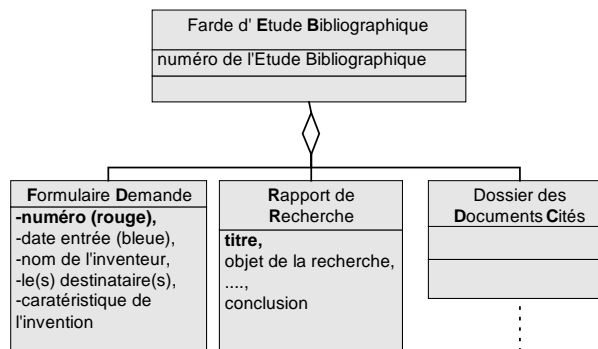 Farde d' Etude Bibliographique
numéro de l'Etude Bibliographique
Formulaire Demande
-numéro (rouge),
-date entrée (bleue),
-nom de l'inventeur,
-le(s) destinataire(s),
-caratéristique de
l'invention
Rapport de
Recherche
titre,
objet de la recherche,
....,
conclusion
Dossier des
Documents Cités